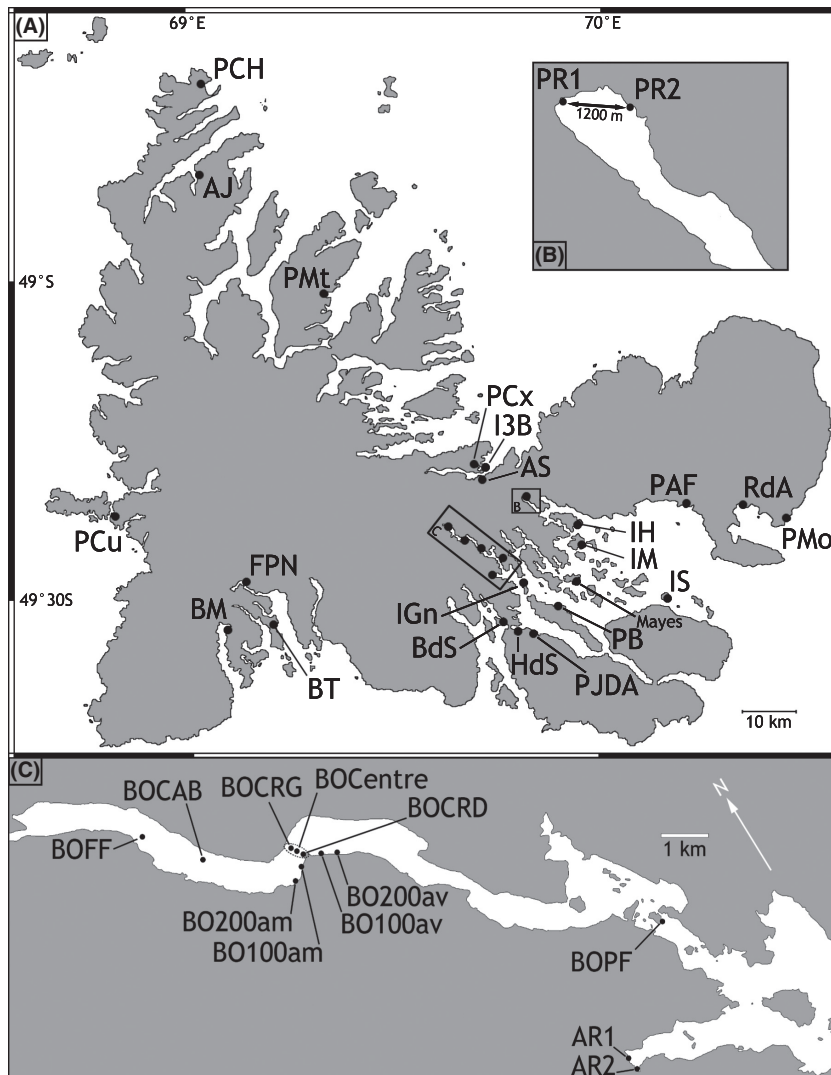 (A)
69°E
70°E
PCH
PR1
PR2
1200 m
AJ
(B)
49°S
PMt
PCx
I3B
AS
B
PAF
RdA
C
PCu
IH
PMo
IM
FPN
IS
49°30S
IGn
Mayes
BM
PB
BdS
HdS
BT
PJDA
10 km
(C)
BOCentre
BOCRG
BOCAB
BOCRD
N
BOFF
1 km
BO200av
BO200am
BO100av
BO100am
BOPF
AR1
AR2